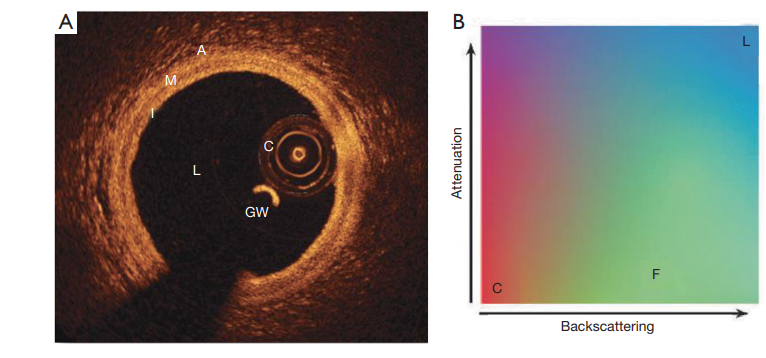 A
A
M
I
C
L
GW
B
L
F
C
Attenuation
Backscattering